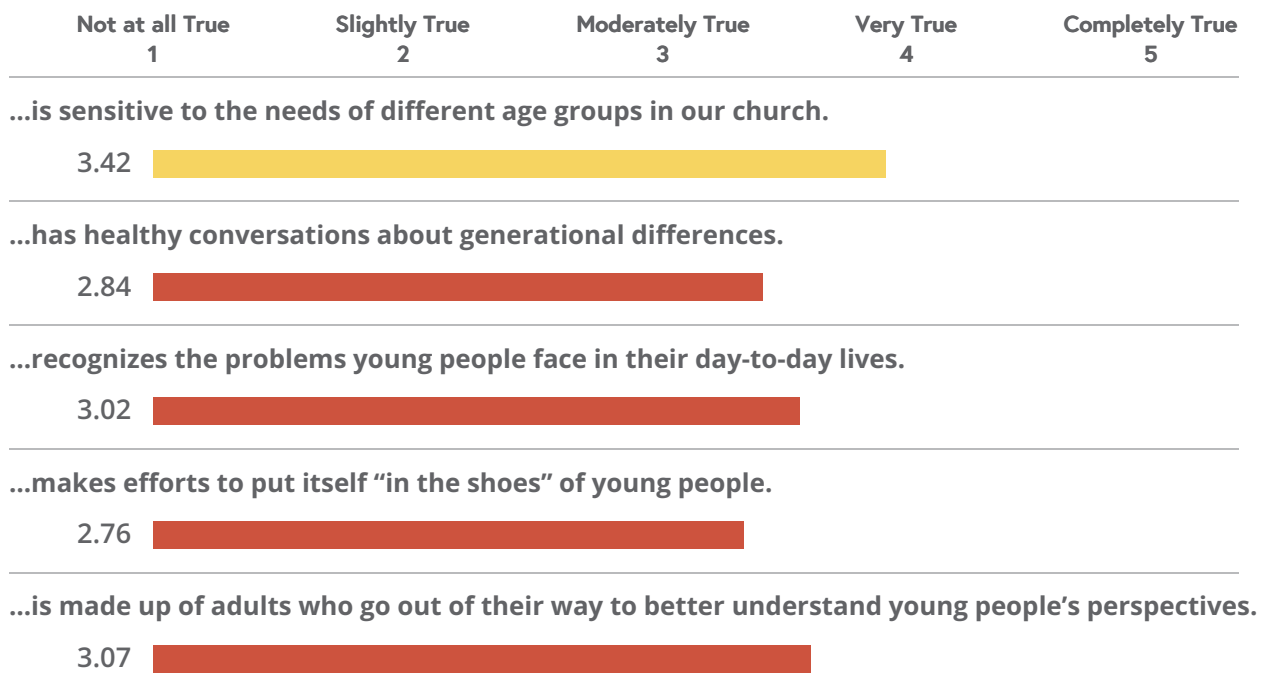 Not at all True Slightly True Moderately True Very True Completely True
1 2 3 4 5
...is sensitive to the needs of different age groups in our church.
3.42
...has healthy conversations about generational differences.
2.84
...recognizes the problems young people face in their day-to-day lives.
3.02
...makes efforts to put itself “in the shoes” of young people.
2.76
...is made up of adults who go out of their way to better understand young people’s perspectives.
3.07